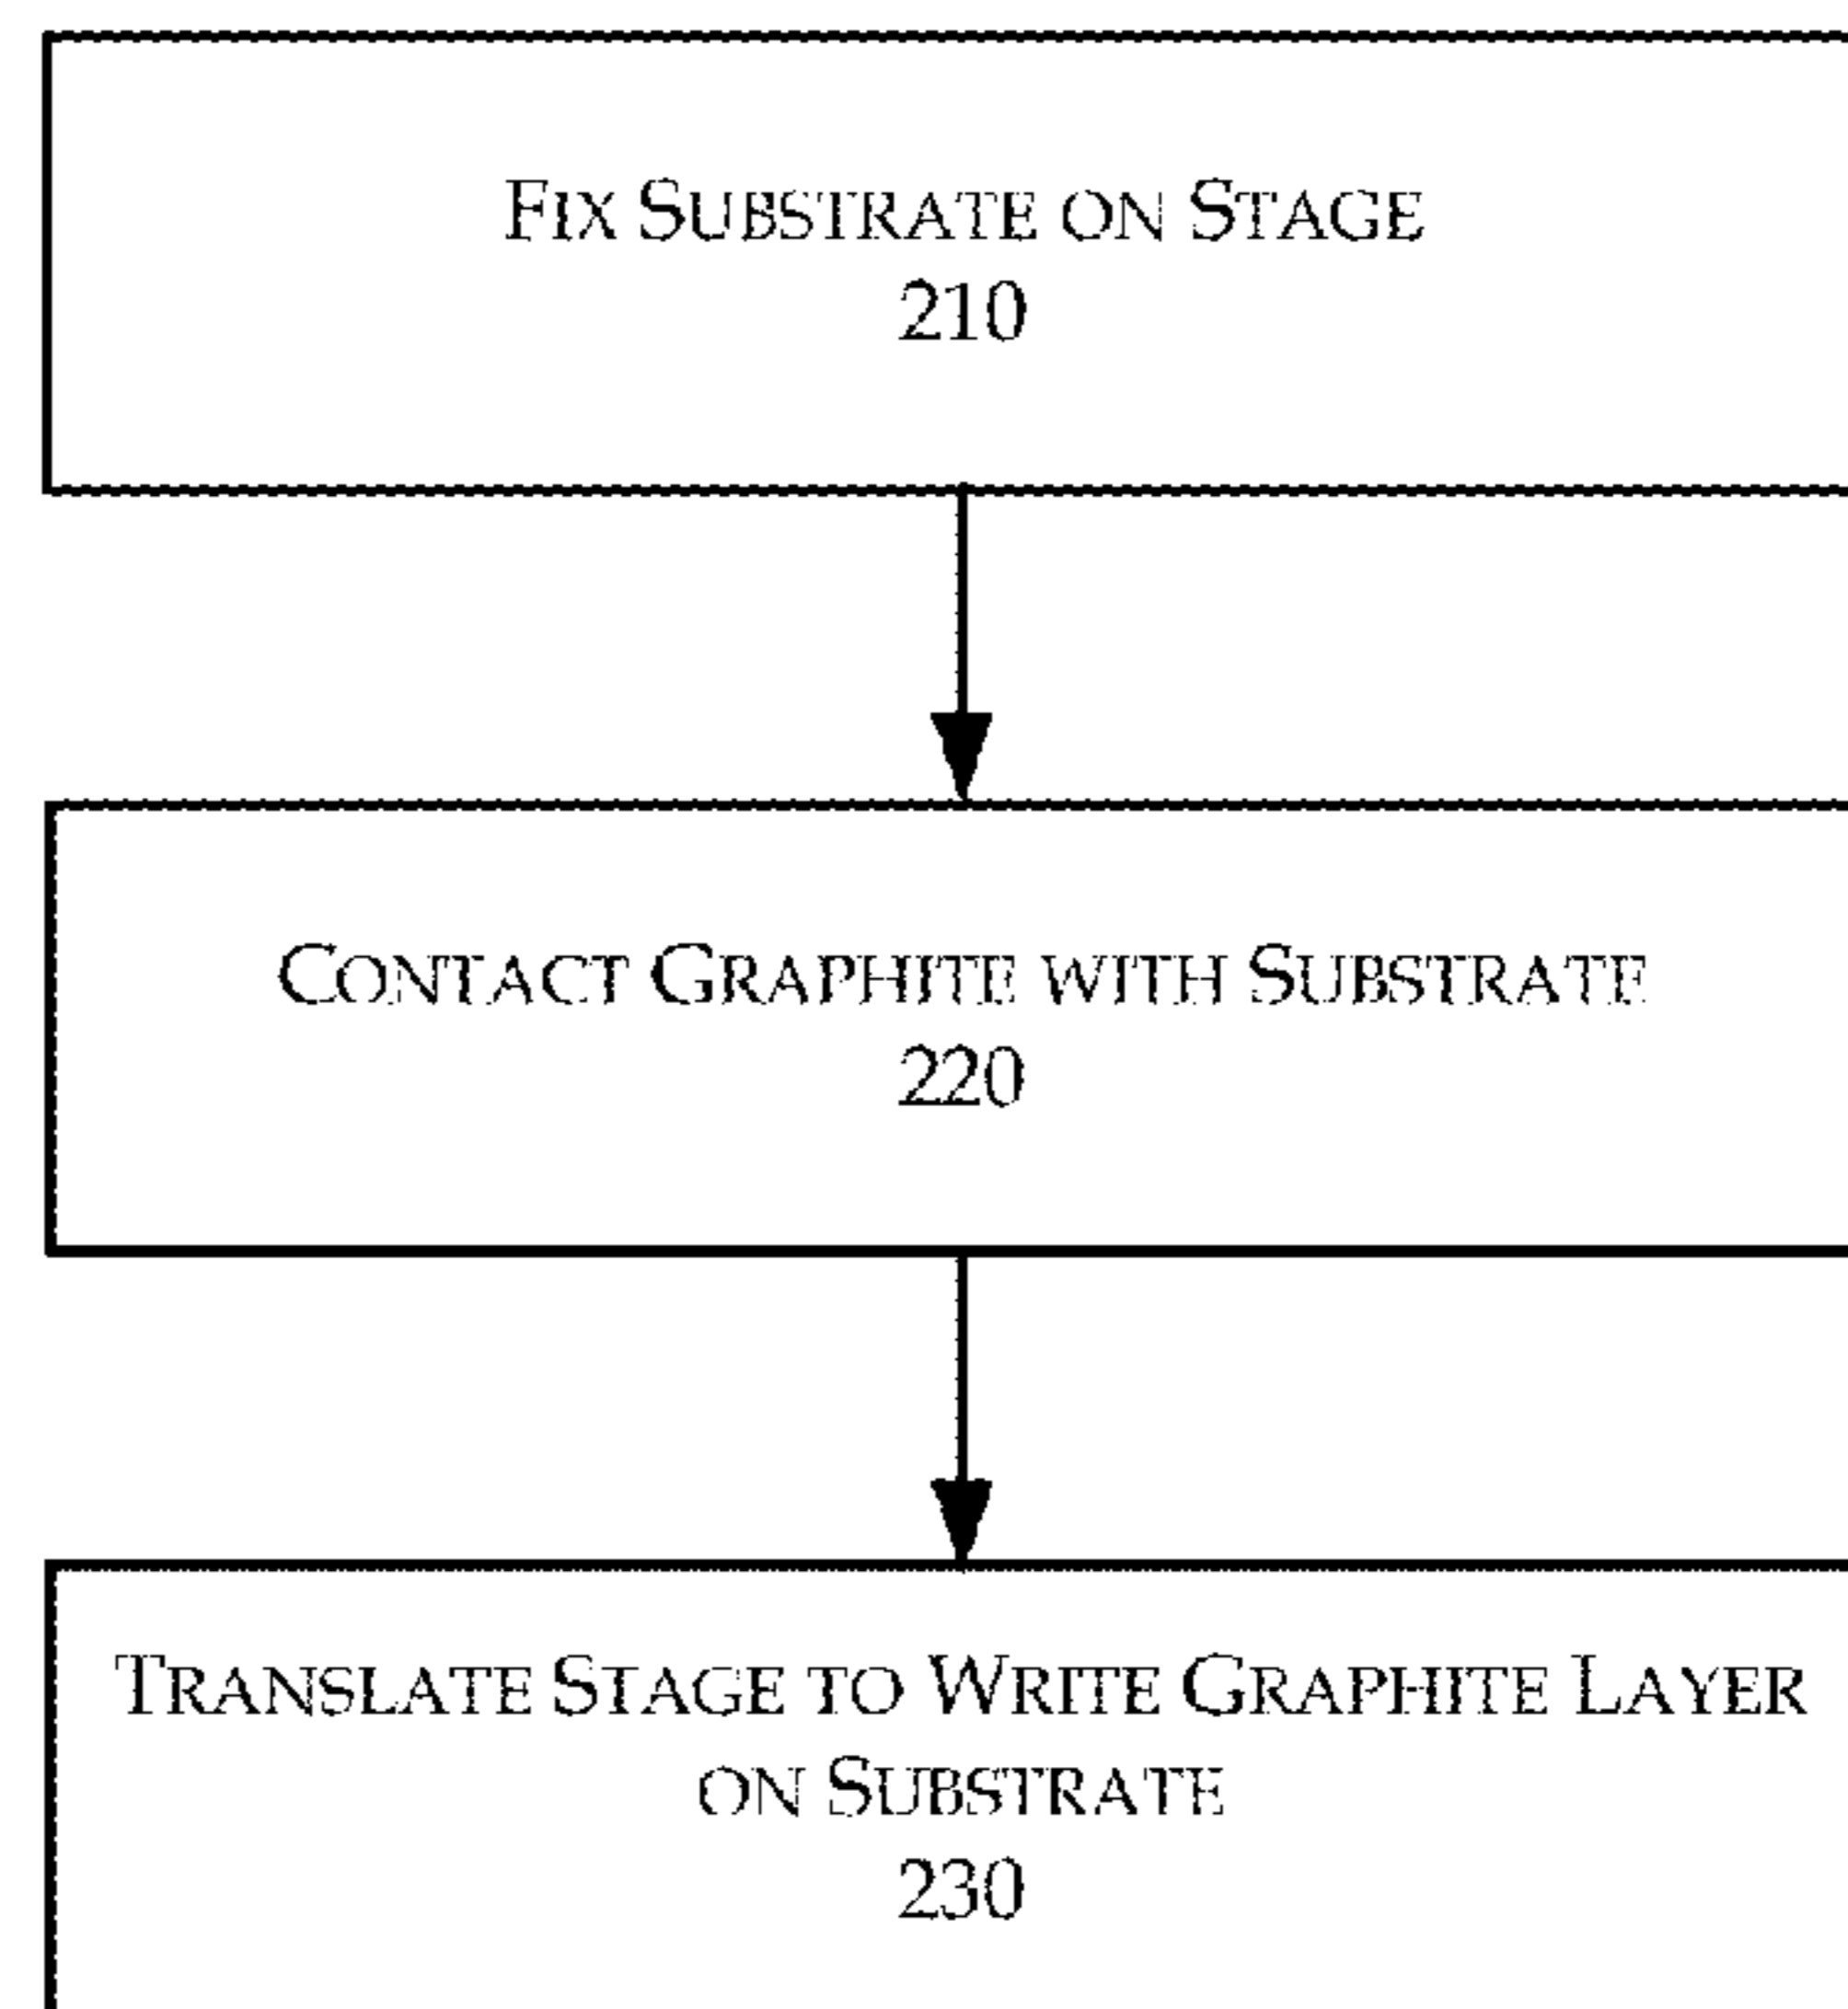 FIX SUBSTRATE ON STAGE
210
CONTACT GRAPHITE WITH SUBSTRATE
220
TRANSLATE STAGE TO WRITE GRAPHITE LAYER
ON SUBSTRATE
230